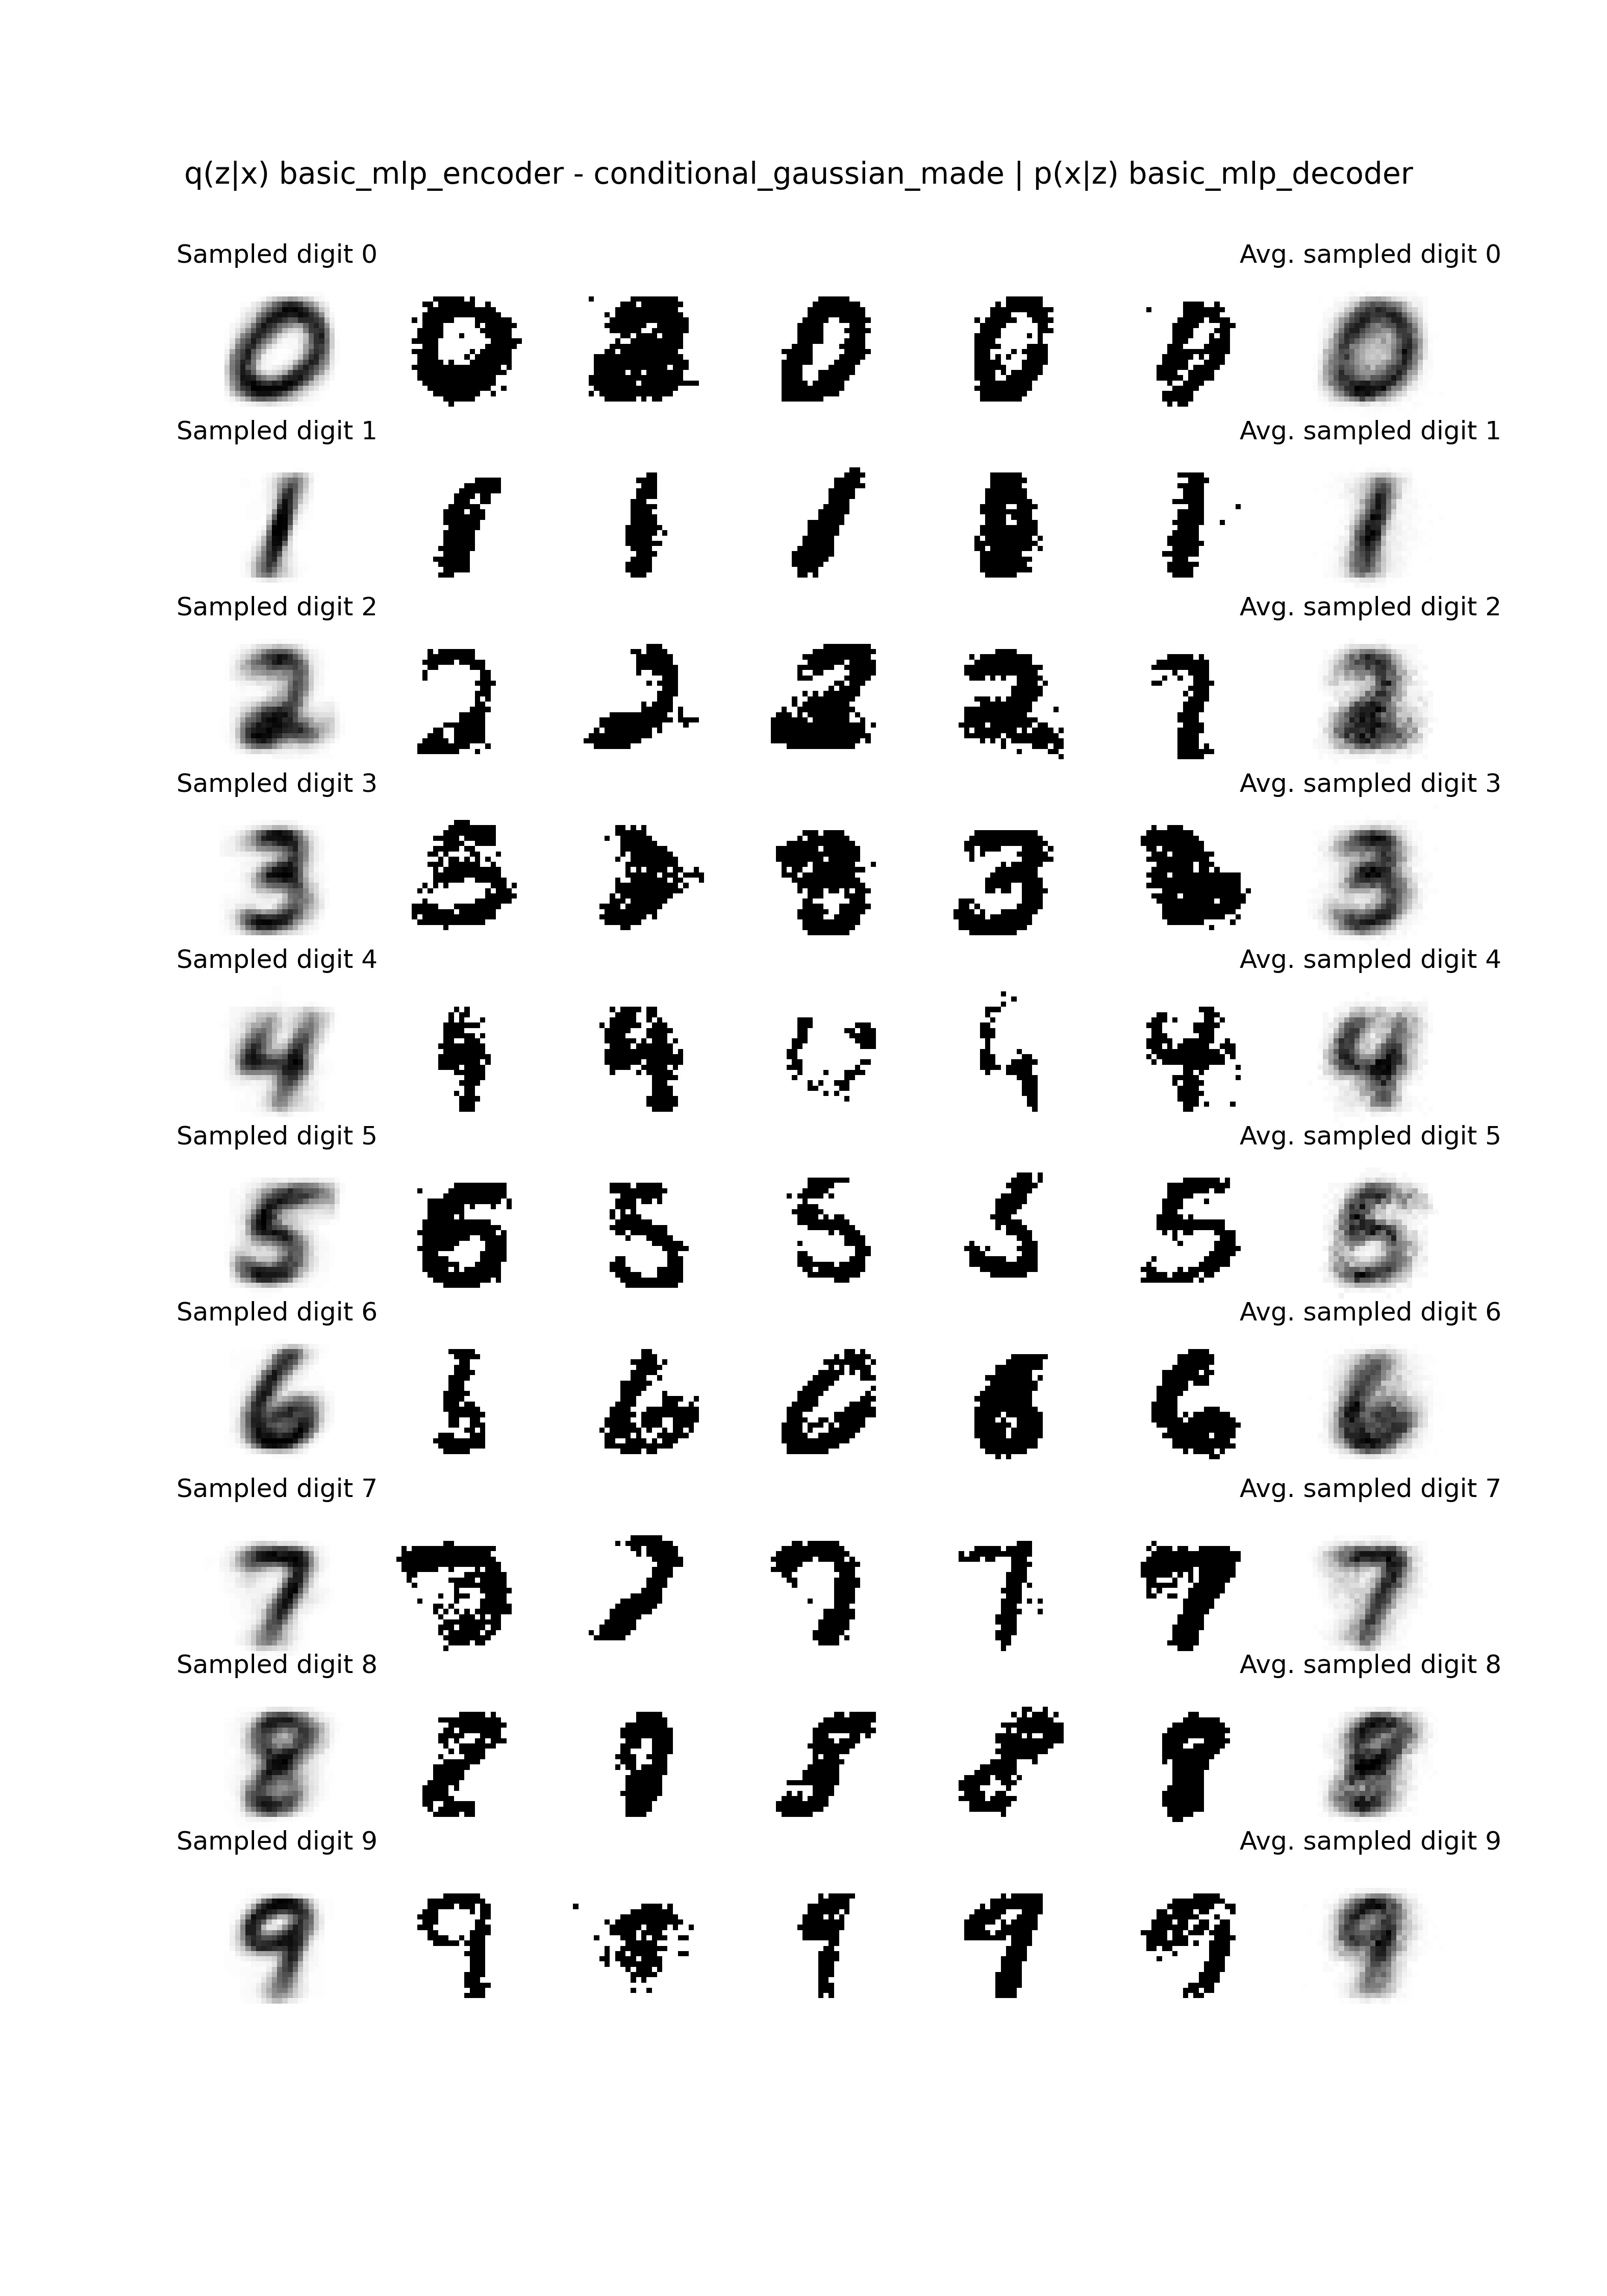 q(z|x) basic_mlp_encoder - conditional_gaussian_made | p(x|z) basic_mlp_decoder
Sampled digit 0 Avg. sampled digit 0
Sampled digit 1 Avg. sampled digit 1
Sampled digit 2 Avg. sampled digit 2
Sampled digit 3 Avg. sampled digit 3
Sampled digit 4 Avg. sampled digit 4
Sampled digit 5 Avg. sampled digit 5
Sampled digit 6 Avg. sampled digit 6
Sampled digit 7 Avg. sampled digit 7
Sampled digit 8 Avg. sampled digit 8
Sampled digit 9 Avg. sampled digit 9